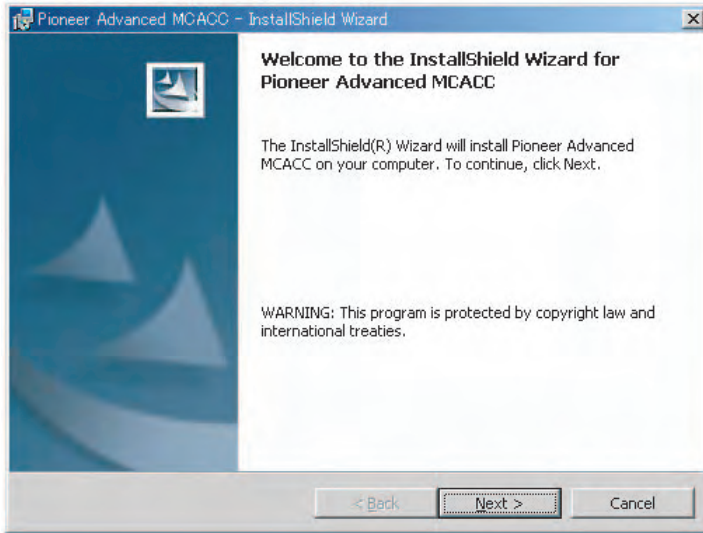 Pioneer Advanced MCACC - InstallShield Wizard
Welcome to the InstallShield Wizard for
Pioneer Advanced MCACC
The InstallShield(R) Wizard will install Pioneer Advanced
MCACC on your computer. To continue, click Next.
WARNING: This program is protected by copyright law and
international treaties.
< Back
Next >
Cancel